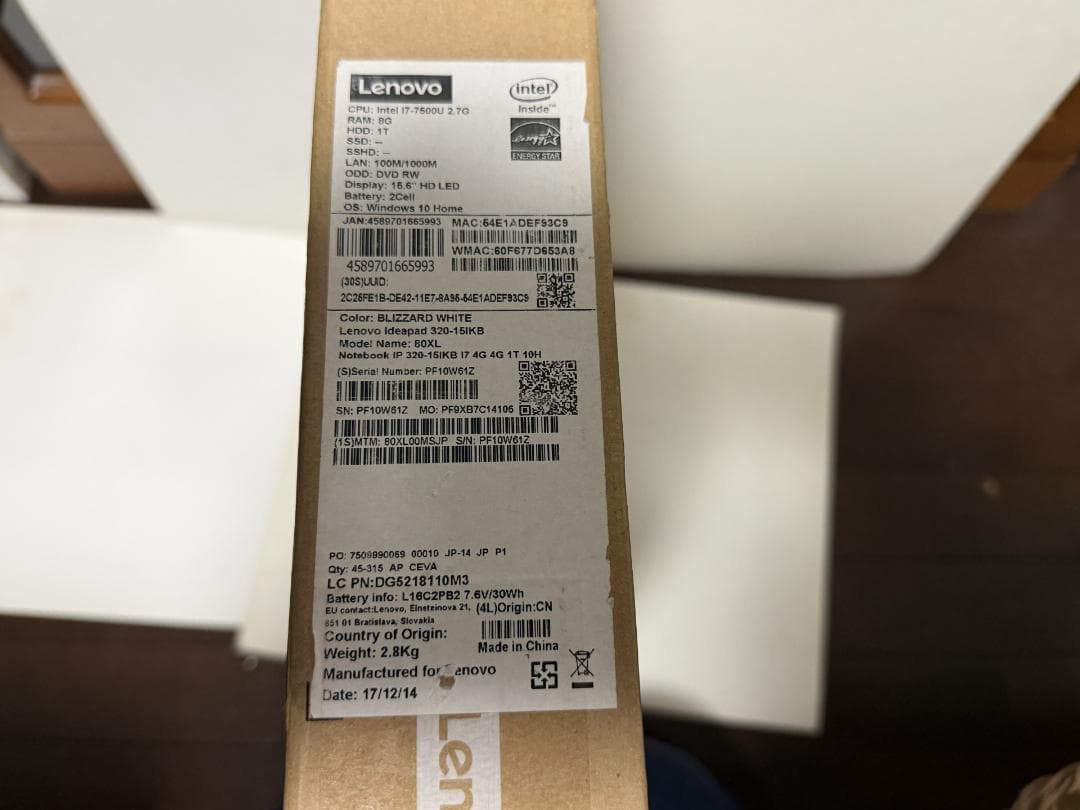 Lenovo
intel
inside™
CPU: Intel I7-7500U 2.7G
RAM: 8G
HDD: 1T
SSD: —
SSHD: —
ENERGY STAR
LAN: 100M/1000M
ODD: DVD RW
Display: 15.6" HD LED
Battery: 2Cell
OS: Windows 10 Home
JAN:4589701665993 MAC:54E1ADEF93C9
WMAC:60F677D653A8
4589701665993
(30S)UUID:
2C25FE1B-DE42-11E7-8A95-54E1ADEF93C9
Color: BLIZZARD WHITE
Lenovo ideapad 320-15IKB
Model Name: 80XL
Notebook IP 320-15IKB I7 4G 4G 1T 10H
(S)Serial Number: PF10W61Z
SN: PF10W61Z MO: PF9XB7C14105
(1S)MTM: 80XL00MSJP S/N: PF10W61Z
PO: 7509990069 00010 JP-14 JP P1
Qty: 45-315 AP CEVA
LC PN:DG5218110M3
Battery info: L16C2PB2 7.6V/30Wh
EU contact:Lenovo, Einsteinova 21, (4L)Origin:CN
851 01 Bratislava, Slovakia
Country of Origin:
Made in China
Weight: 2.8Kg
Manufactured for Lenovo
Date: 17/12/14
Len